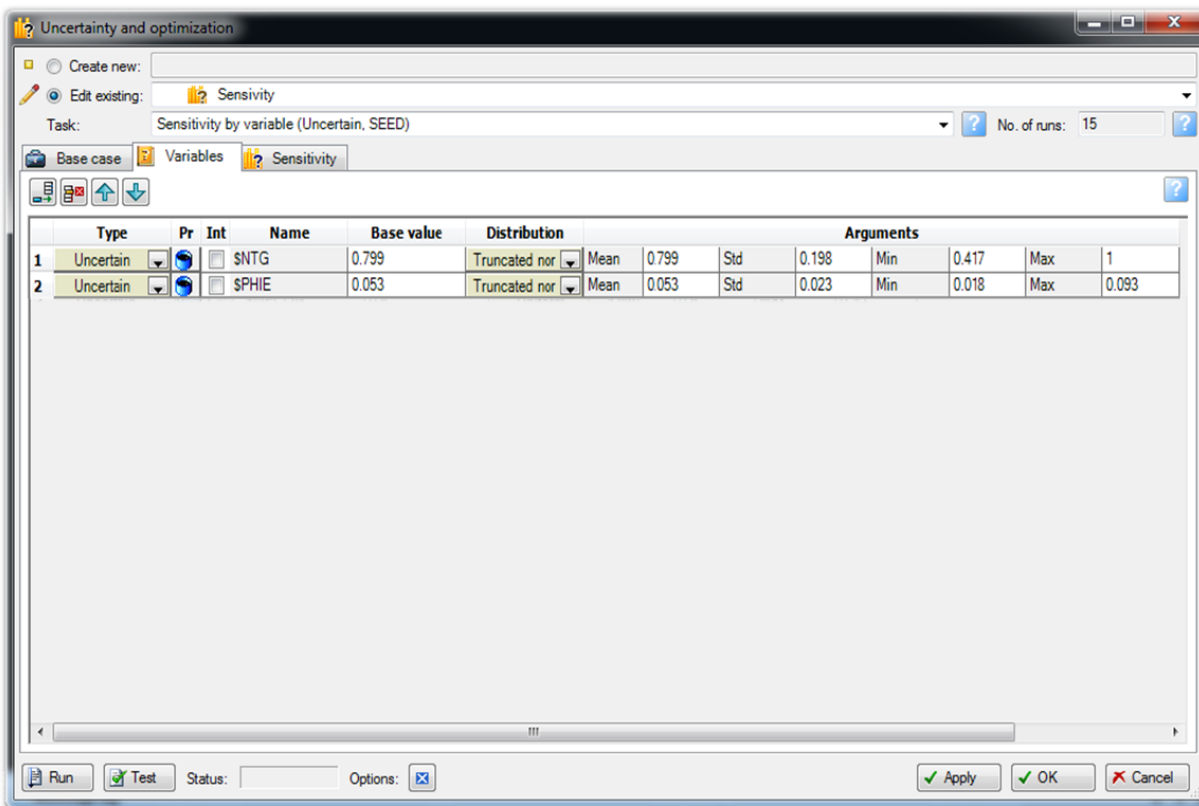 Uncertainty and optimization
Create new:
Edit existing: Sensivity
Task: Sensitivity by variable (Uncertain, SEED) No. of runs: 15
Base case Variables Sensitivity
Type Pr Int Name Base value Distribution Arguments
1 Uncertain $NTG 0.799 Truncated nor Mean 0.799 Std 0.198 Min 0.417 Max 1
2 Uncertain $PHIE 0.053 Truncated nor Mean 0.053 Std 0.023 Min 0.018 Max 0.093
Run Test Status: Options: Apply OK Cancel